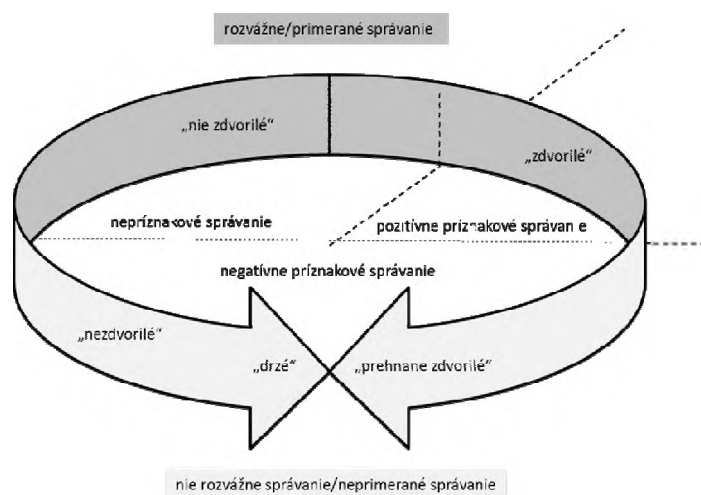 rozvážne/primerané správanie
„nie zdvorilé“
„zdvorilé“
nepríznakové správanie
pozitívne príznakové správan e
negatívne príznakové správanie
„nezdvorilé“
„drzé“
„prehnane zdvorilé“
nie rozvážne správanie/neprimerané správanie